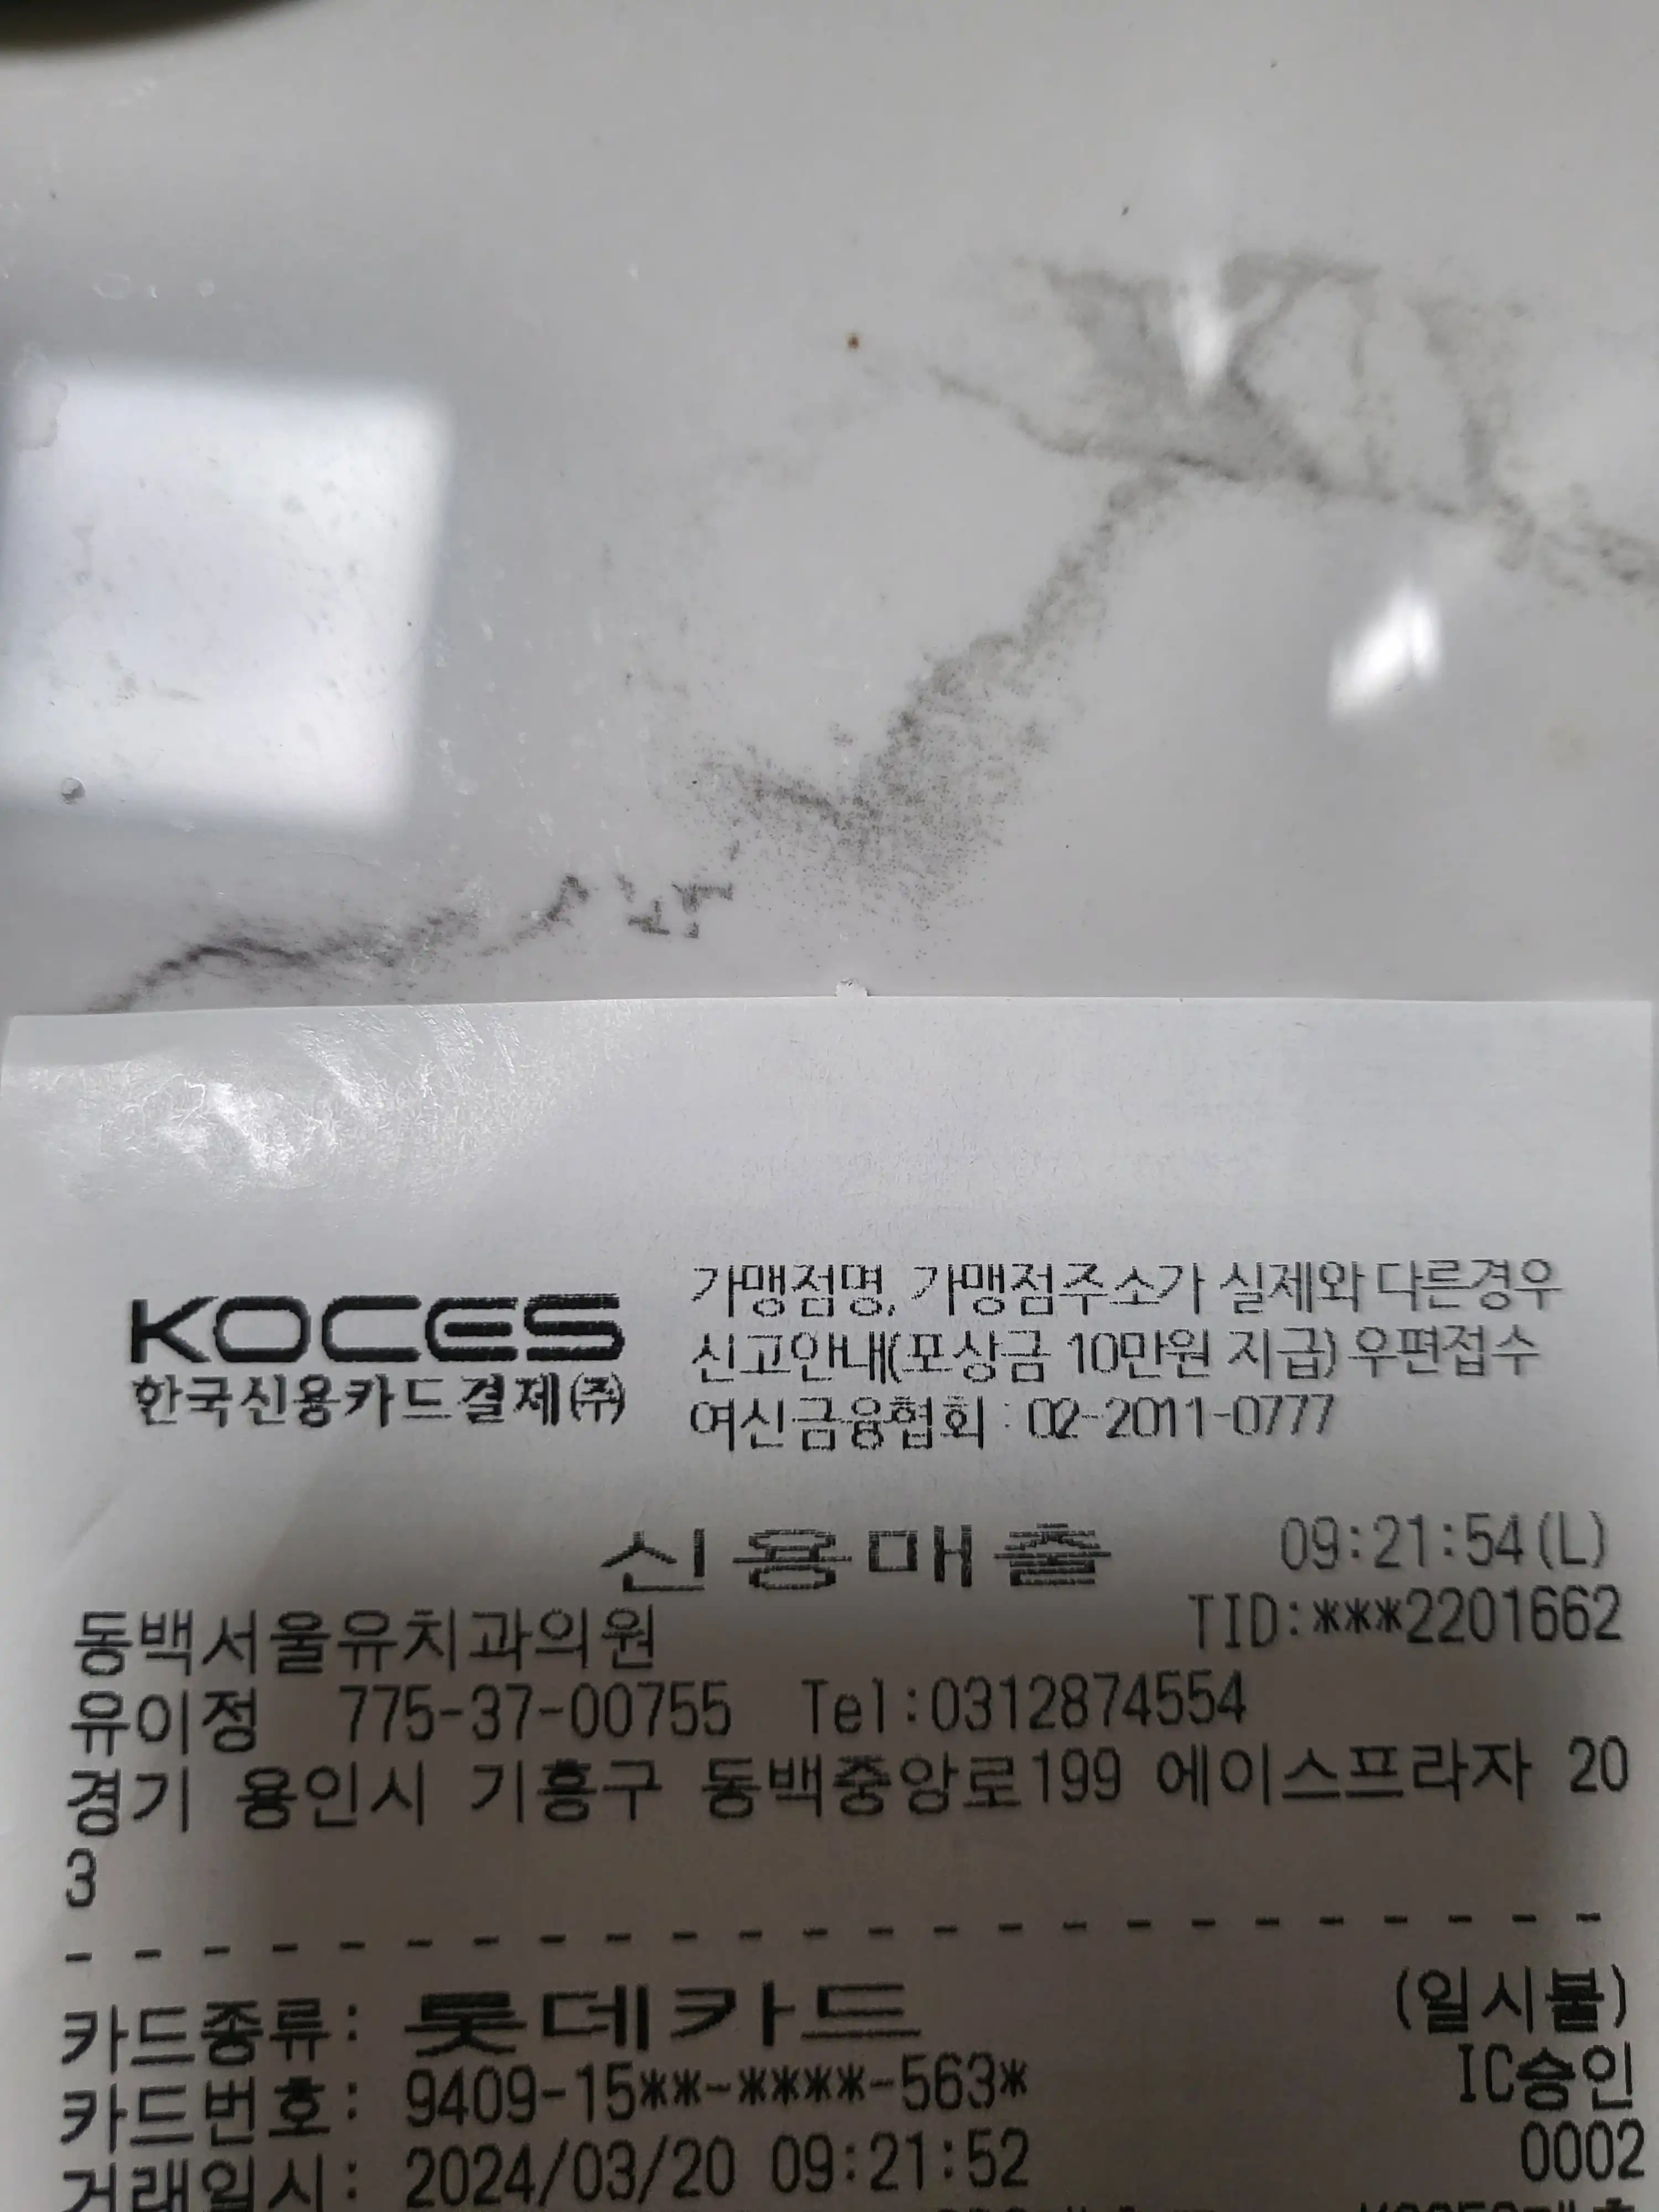 KOCES
한국신용카드결제(주)
가맹점명, 가맹점주소가 실제와 다른경우
신고안내(포상금 10만원 지급) 우편접수
여신금융협회 : 02-2011-0777
신용매출 09:21:54(L)
동백서울유치과의원 TID:***2201662
유이정 775-37-00755 Tel:0312874554
경기 용인시 기흥구 동백중앙로199 에이스프라자 20
3
--------------------------------
카드종류: 롯데카드 (일시불)
카드번호: 9409-15**-****-563* IC승인
거래일시: 2024/03/20 09:21:52 0002